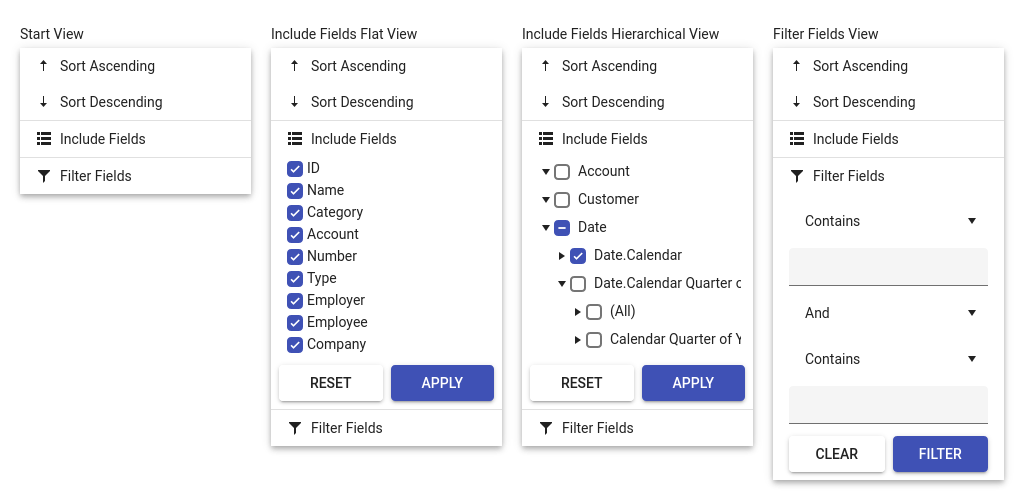 Start View
Sort Ascending
Sort Descending
Include Fields
Filter Fields
Include Fields Flat View
Sort Ascending
Sort Descending
Include Fields
ID
Name
Category
Account
Number
Type
Employer
Employee
Company
RESET
APPLY
Filter Fields
Include Fields Hierarchical View
Sort Ascending
Sort Descending
Include Fields
Account
Customer
Date
Date.Calendar
Date.Calendar Quarter
(All)
Calendar Quarter of
RESET
APPLY
Filter Fields
Filter Fields View
Sort Ascending
Sort Descending
Include Fields
Filter Fields
Contains
And
Contains
CLEAR
FILTER